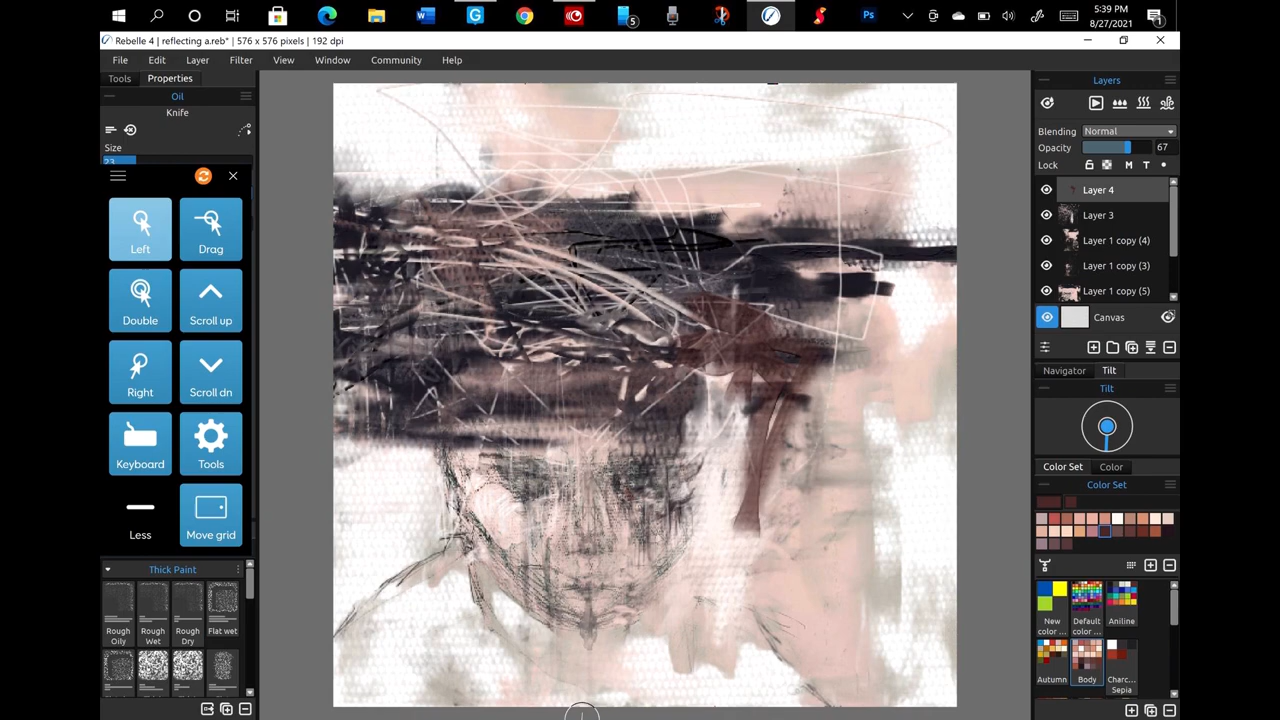 5
5:39 PM
8/27/2021
1
Rebelle 4 | reflecting a.reb* | 576 x 576 pixels | 192 dpi
File Edit Layer Filter View Window Community Help
Tools Properties
Oil
Knife
Size
23
Left
Drag
Double
Scroll up
Right
Scroll dn
Keyboard
Tools
Less
Move grid
Thick Paint
Rough Oily
Rough Wet
Rough Dry
Flat wet
Layers
Blending Normal
Opacity 67
Lock M T
Layer 4
Layer 3
Layer 1 copy (4)
Layer 1 copy (3)
Layer 1 copy (5)
Canvas
Navigator Tilt
Tilt
Color Set Color
Color Set
New color ...
Default color ...
Aniline
Autumn
Body
Charc... Sepia